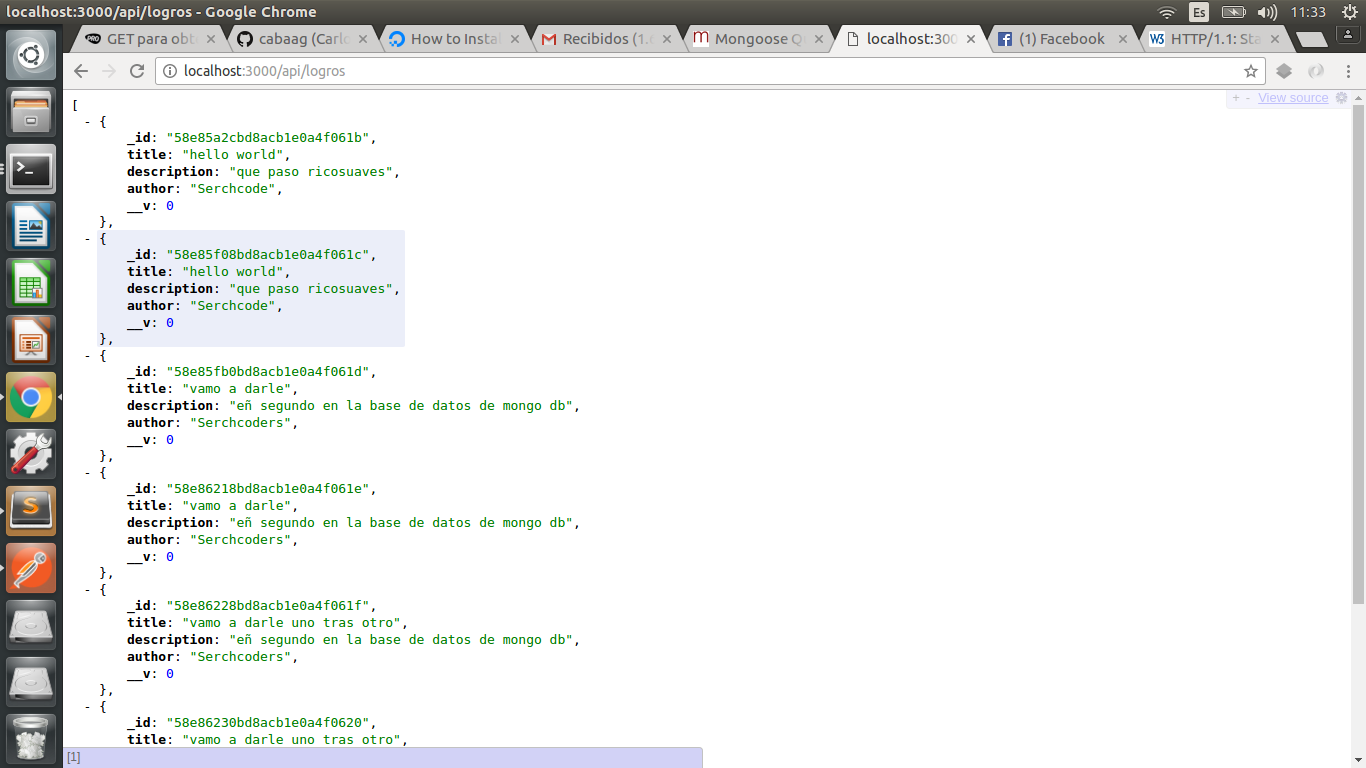 localhost:3000/api/logros - Google Chrome
Es
11:33
GET para obte
cabaag (Carlo
How to Instal
Recibidos (1.
Mongoose Q
localhost:300
(1) Facebook
HTTP/1.1: Sta
localhost:3000/api/logros
+ - View source
[
- {
_id: "58e85a2cbd8acb1e0a4f061b",
title: "hello world",
description: "que paso ricosuaves",
author: "Serchcode",
__v: 0
},
- {
_id: "58e85f08bd8acb1e0a4f061c",
title: "hello world",
description: "que paso ricosuaves",
author: "Serchcode",
__v: 0
},
- {
_id: "58e85fb0bd8acb1e0a4f061d",
title: "vamo a darle",
description: "eñ segundo en la base de datos de mongo db",
author: "Serchcoders",
__v: 0
},
- {
_id: "58e86218bd8acb1e0a4f061e",
title: "vamo a darle",
description: "eñ segundo en la base de datos de mongo db",
author: "Serchcoders",
__v: 0
},
- {
_id: "58e86228bd8acb1e0a4f061f",
title: "vamo a darle uno tras otro",
description: "eñ segundo en la base de datos de mongo db",
author: "Serchcoders",
__v: 0
},
- {
_id: "58e86230bd8acb1e0a4f0620",
title: "vamo a darle uno tras otro",
[1]